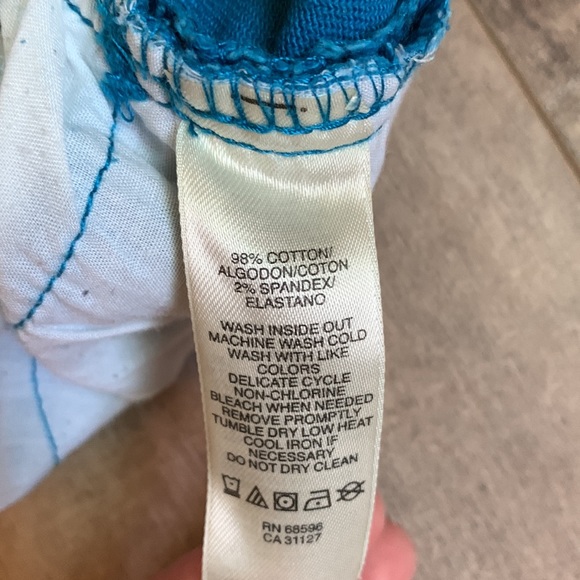 98% COTTON/
ALGODON/COTON
2% SPANDEX/
ELASTANO
WASH INSIDE OUT
MACHINE WASH COLD
WASH WITH LIKE
COLORS
DELICATE CYCLE
NON-CHLORINE
BLEACH WHEN NEEDED
REMOVE PROMPTLY
TUMBLE DRY LOW HEAT
COOL IRON IF
NECESSARY
DO NOT DRY CLEAN
RN 68596
CA 31127